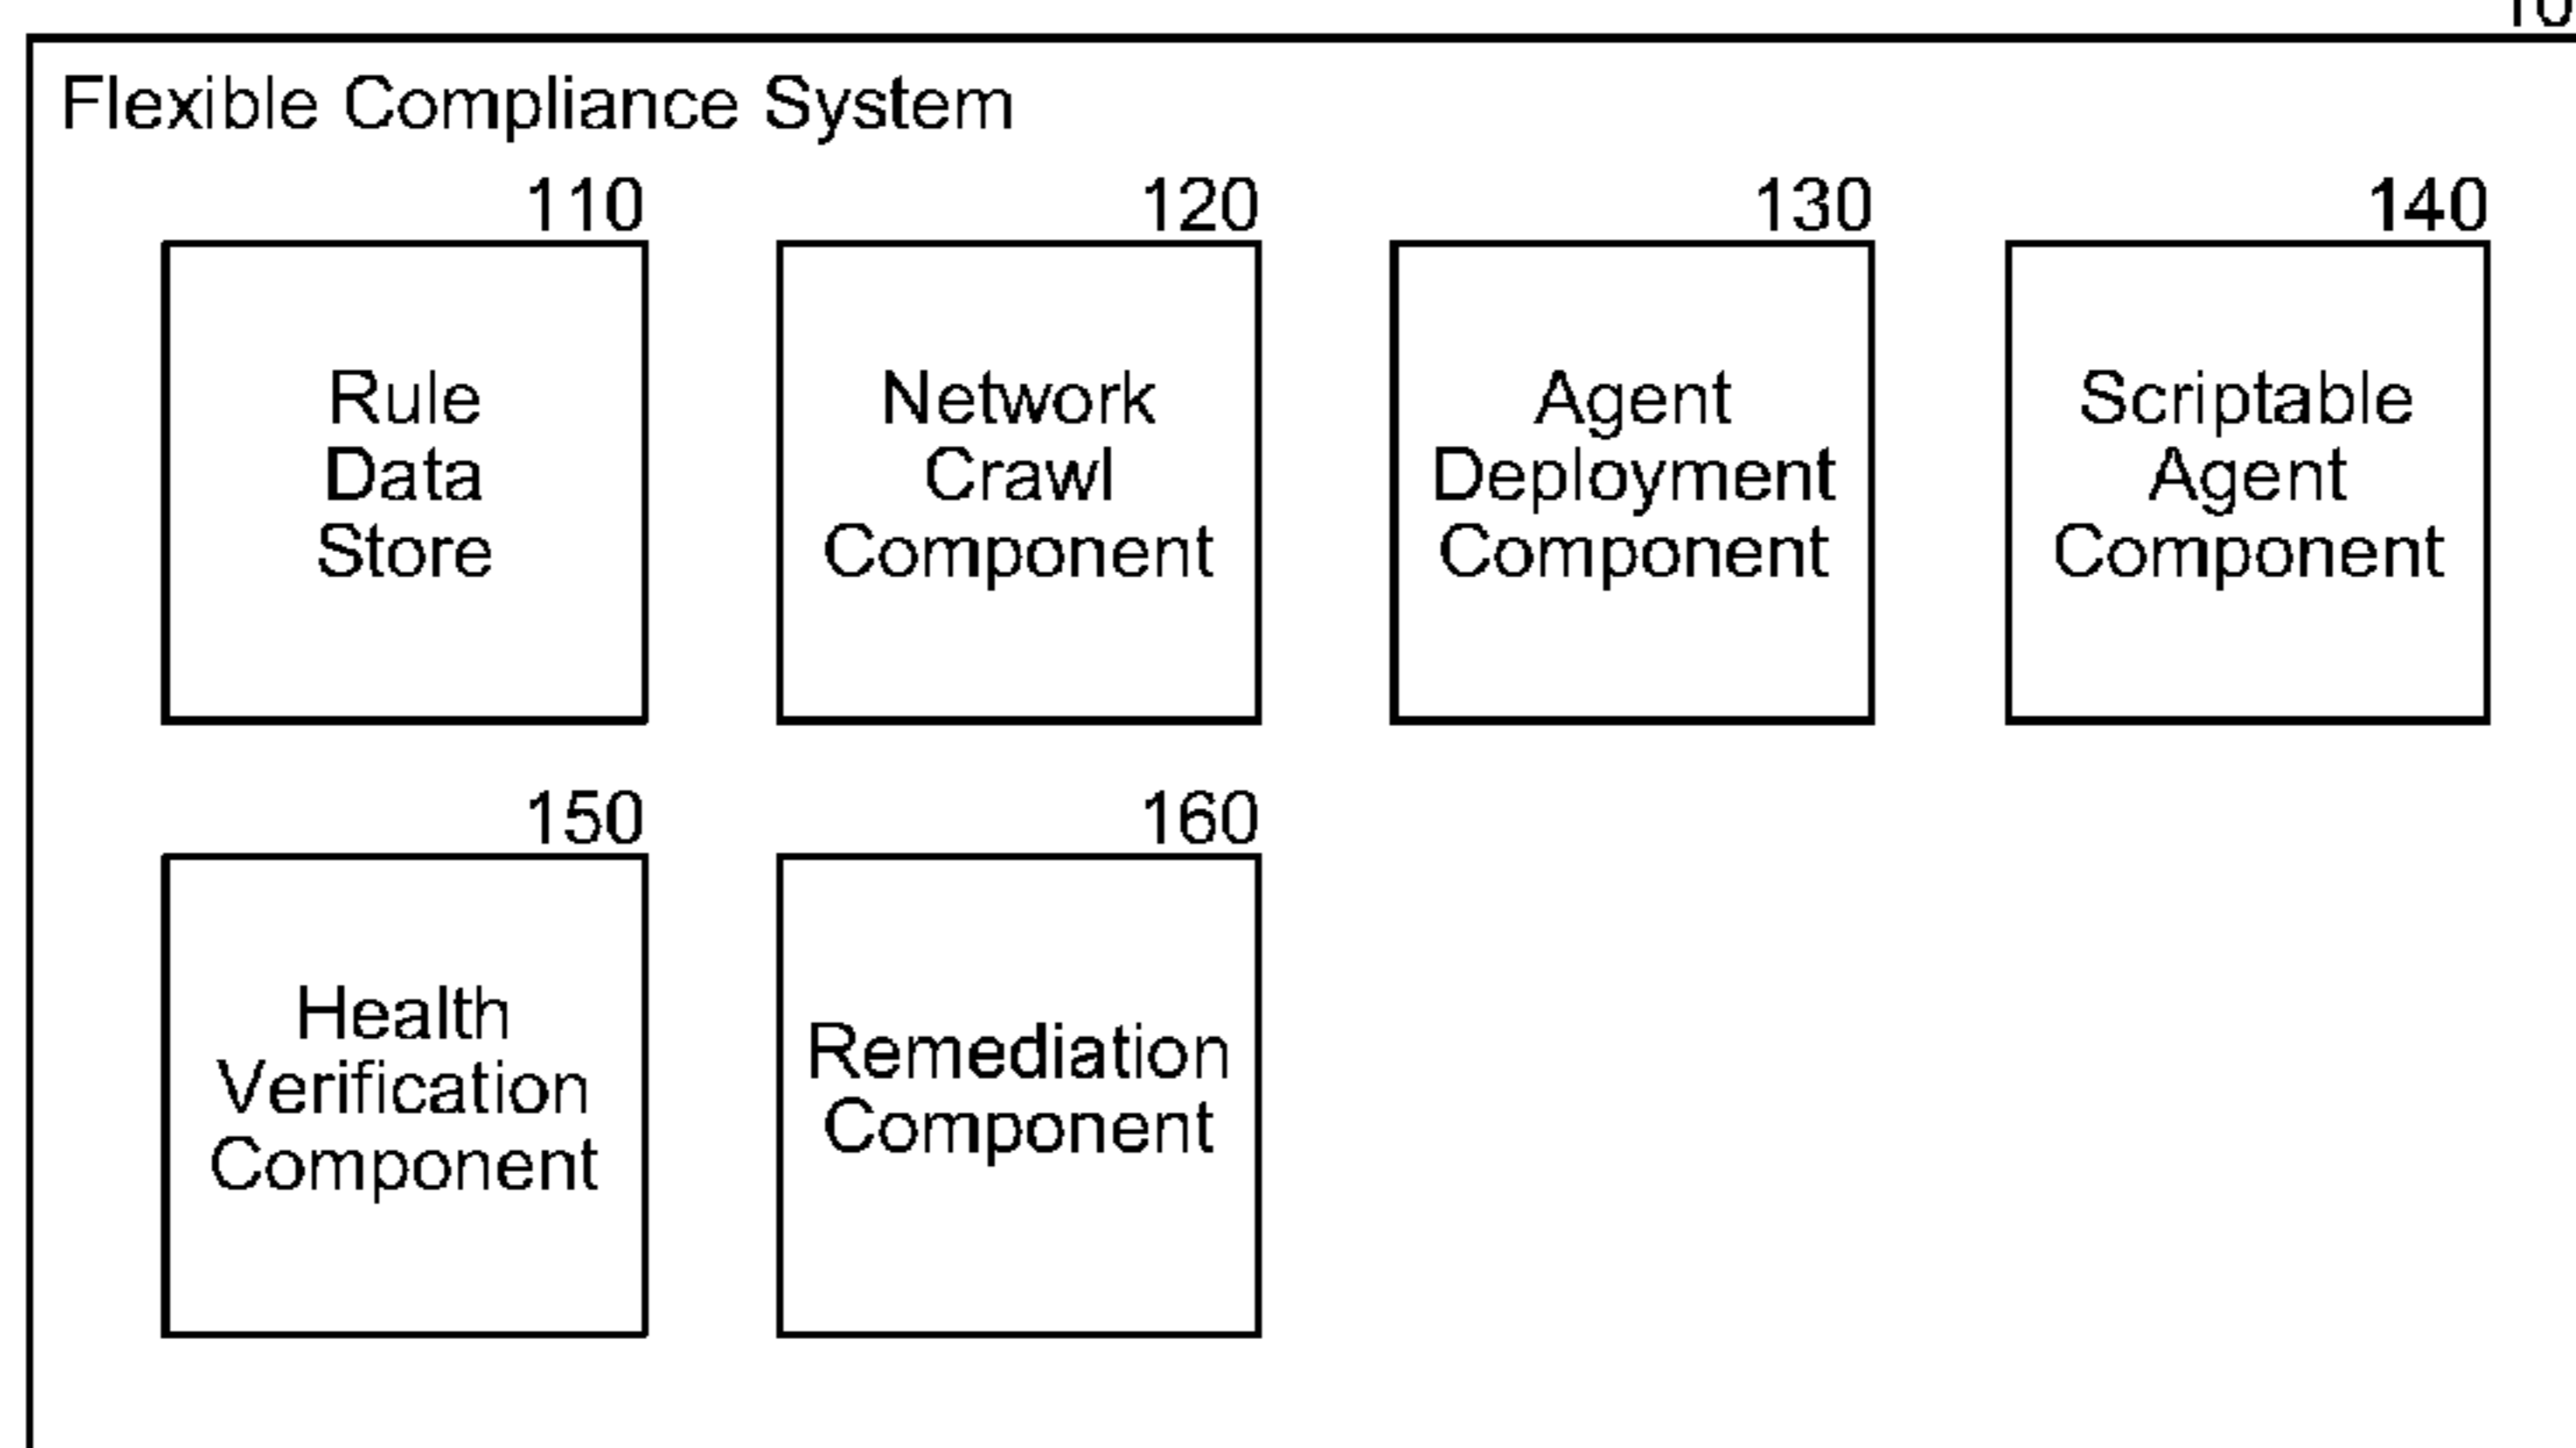 Flexible Compliance System
110
120
130
140
Rule
Data
Store
Network
Crawl
Component
Agent
Deployment
Component
Scriptable
Agent
Component
150
160
Health
Verification
Component
Remediation
Component